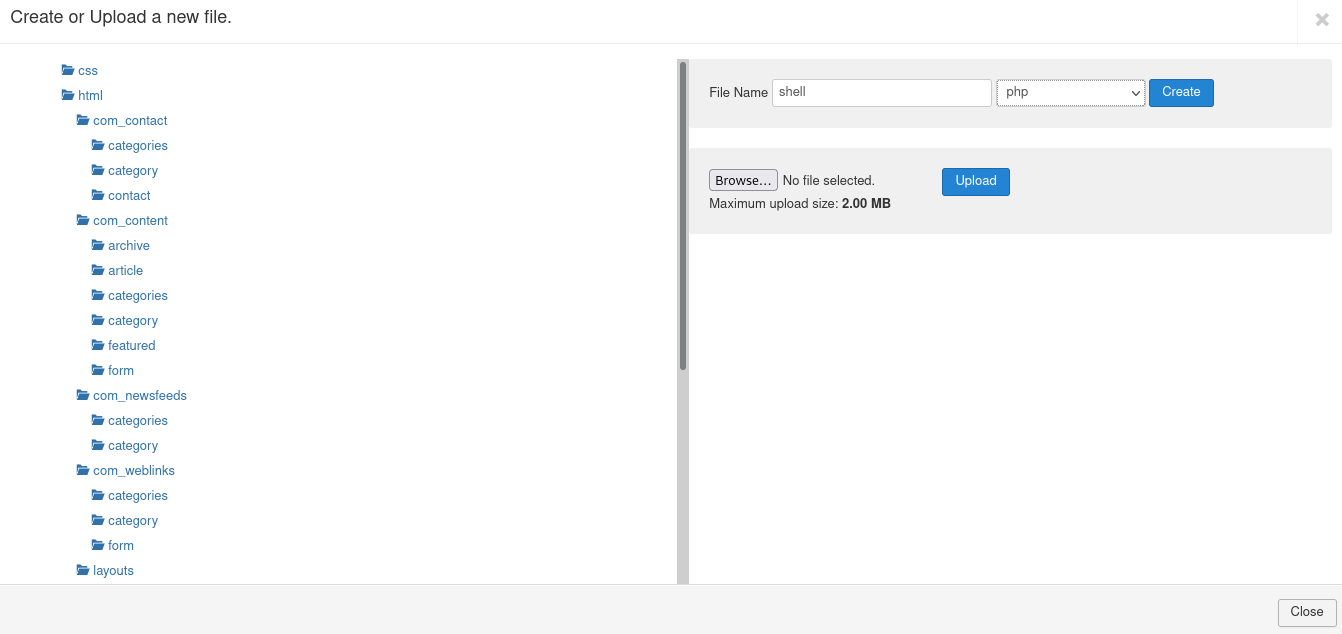 Create or Upload a new file.
css
html
com_contact
categories
category
contact
com_content
archive
article
categories
category
featured
form
com_newsfeeds
categories
category
com_weblinks
categories
category
form
layouts
File Name shell php Create
Browse... No file selected. Upload
Maximum upload size: 2.00 MB
Close